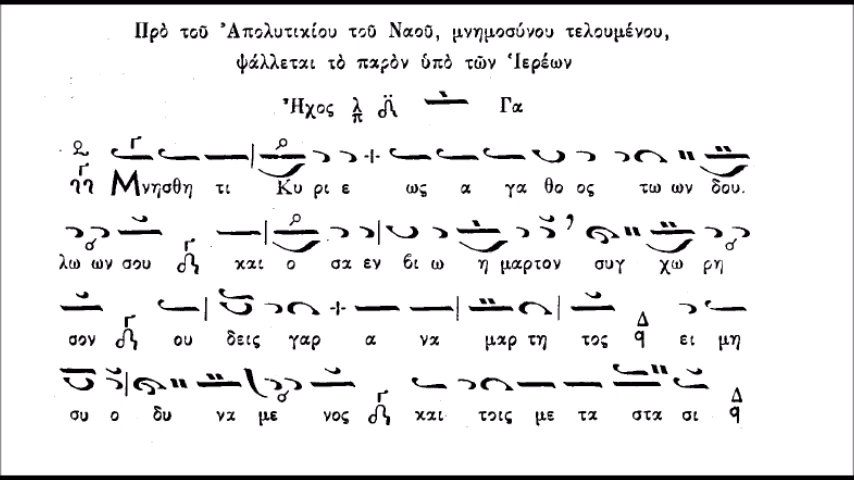 Πρὸ τοῦ Ἀπολυτικίου τοῦ Ναοῦ, μνημοσύνου τελουμένου,
ψάλλεται τὸ παρὸν ὑπὸ τῶν Ἱερέων
Ἦχος λ π Γα
Μνησθη τι Κυ ρι ε ως α γα θο ος τω ων δου.
λω ων σου και ο σα εν βι ω η μαρτον συγ χω ρη
σον ου δεις γαρ α να μαρ τη τος ει μη
συ ο δυ να με νος και τοις με τα στα σι